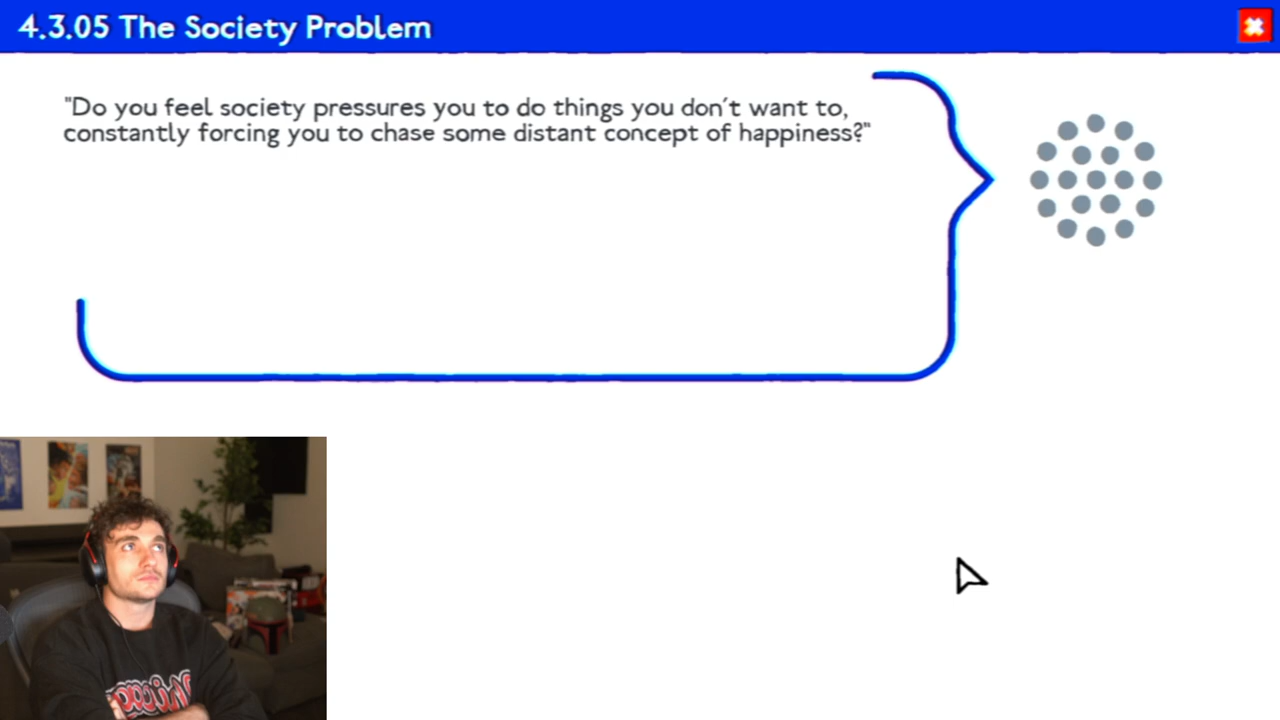 4.3.05 The Society Problem
"Do you feel society pressures you to do things you don't want to,
constantly forcing you to chase some distant concept of happiness?"